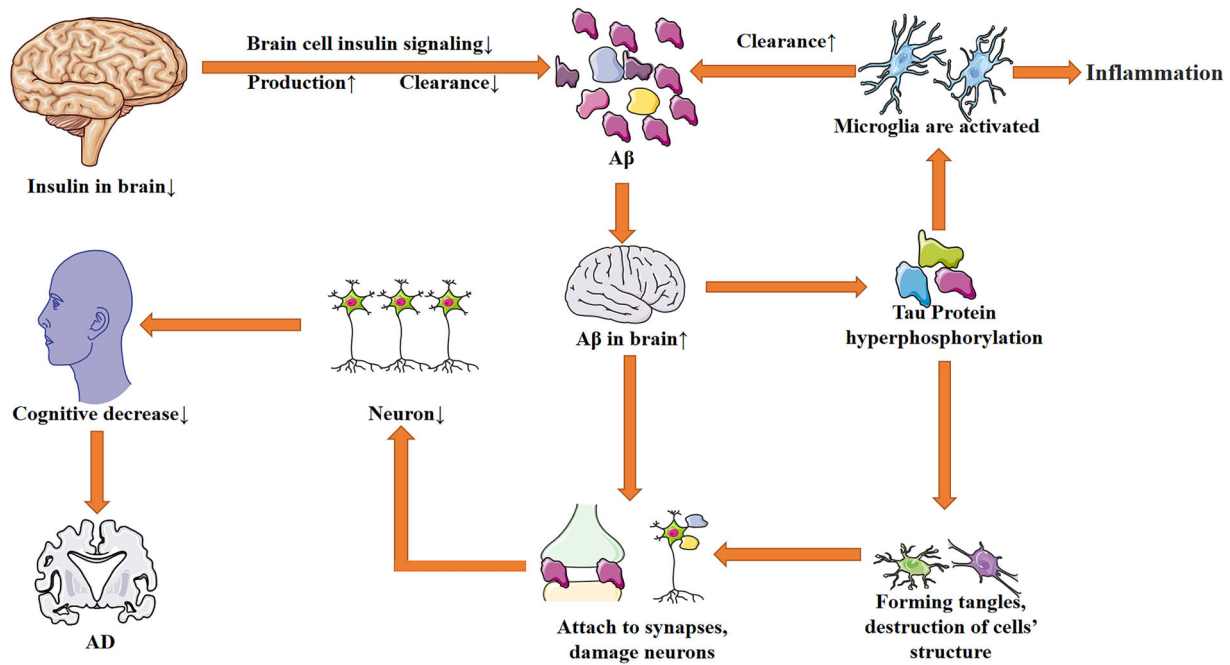 Brain cell insulin signaling↓
Production↑ Clearance↓
Clearance↑
Inflammation
Microglia are activated
Aβ
Insulin in brain↓
Tau Protein
hyperphosphorylation
Aβ in brain↑
Cognitive decrease↓
Neuron↓
AD
Attach to synapses,
damage neurons
Forming tangles,
destruction of cells’
structure